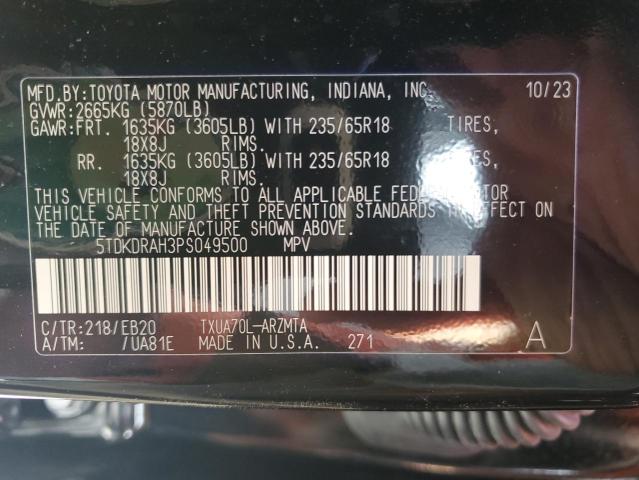 MFD.BY:TOYOTA MOTOR MANUFACTURING, INDIANA, INC. 10/23
GVWR:2665KG (5870LB)
GAWR:FRT. 1635KG (3605LB) WITH 235/65R18 TIRES,
18X8J RIMS.
RR. 1635KG (3605LB) WITH 235/65R18 TIRES,
18X8J RIMS.
THIS VEHICLE CONFORMS TO ALL APPLICABLE FEDERAL MOTOR
VEHICLE SAFETY AND THEFT PREVENTION STANDARDS IN EFFECT ON
THE DATE OF MANUFACTURE SHOWN ABOVE.
5TDKDRAH3PS049500 MPV
C/TR:218/EB20 TXUA70L-ARZMTA
A/TM: /UA81E MADE IN U.S.A. 271 A